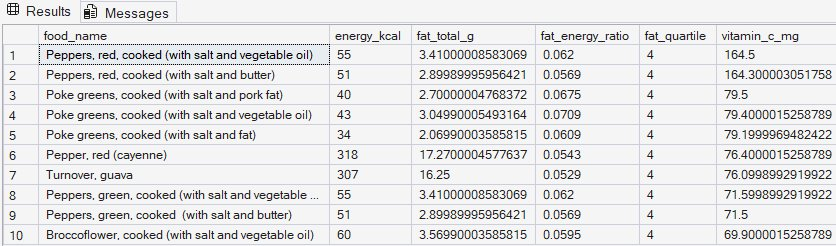 Results Messages
food_name energy_kcal fat_total_g fat_energy_ratio fat_quartile vitamin_c_mg
1 Peppers, red, cooked (with salt and vegetable oil) 55 3.41000008583069 0.062 4 164.5
2 Peppers, red, cooked (with salt and butter) 51 2.89989995956421 0.0569 4 164.300003051758
3 Poke greens, cooked (with salt and pork fat) 40 2.70000004768372 0.0675 4 79.5
4 Poke greens, cooked (with salt and vegetable oil) 43 3.04990005493164 0.0709 4 79.4000015258789
5 Poke greens, cooked (with salt and fat) 34 2.06990003585815 0.0609 4 79.1999969482422
6 Pepper, red (cayenne) 318 17.2700004577637 0.0543 4 76.4000015258789
7 Turnover, guava 307 16.25 0.0529 4 76.0998992919922
8 Peppers, green, cooked (with salt and vegetable ... 55 3.41000008583069 0.062 4 71.5998992919922
9 Peppers, green, cooked (with salt and butter) 51 2.89989995956421 0.0569 4 71.5
10 Broccoflower, cooked (with salt and vegetable oil) 60 3.56990003585815 0.0595 4 69.9000015258789